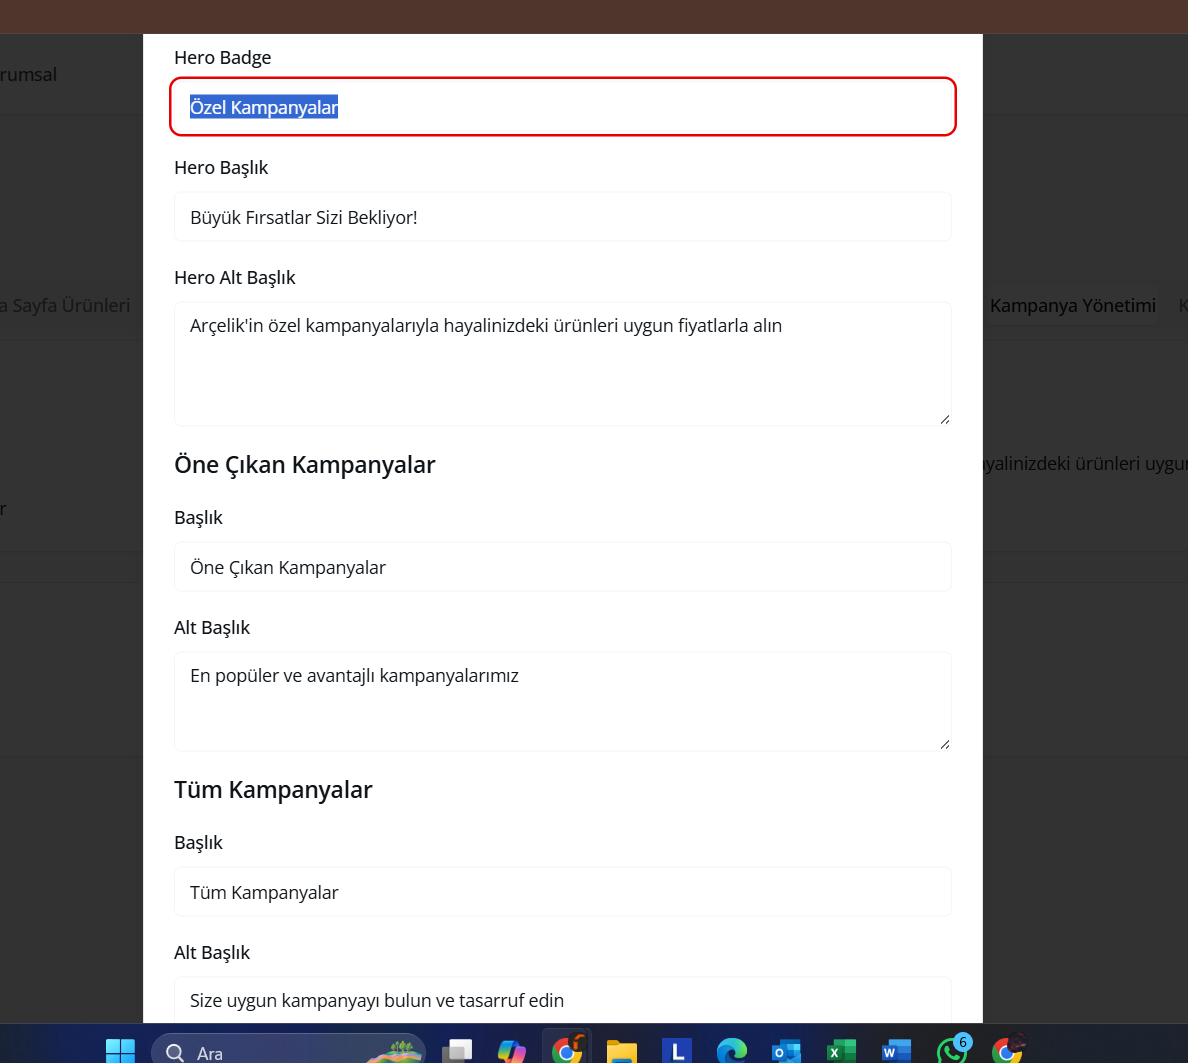 Hero Badge
rumsal
Özel Kampanyalar
Hero Başlık
Büyük Fırsatlar Sizi Bekliyor!
Hero Alt Başlık
a Sayfa Ürünleri
Kampanya Yönetimi
K
Arçelik'in özel kampanyalarıyla hayalinizdeki ürünleri uygun fiyatlarla alın
Öne Çıkan Kampanyalar
yalinizdeki ürünleri uygun
r
Başlık
Öne Çıkan Kampanyalar
Alt Başlık
En popüler ve avantajlı kampanyalarımız
Tüm Kampanyalar
Başlık
Tüm Kampanyalar
Alt Başlık
Size uygun kampanyayı bulun ve tasarruf edin
Ara
L
6